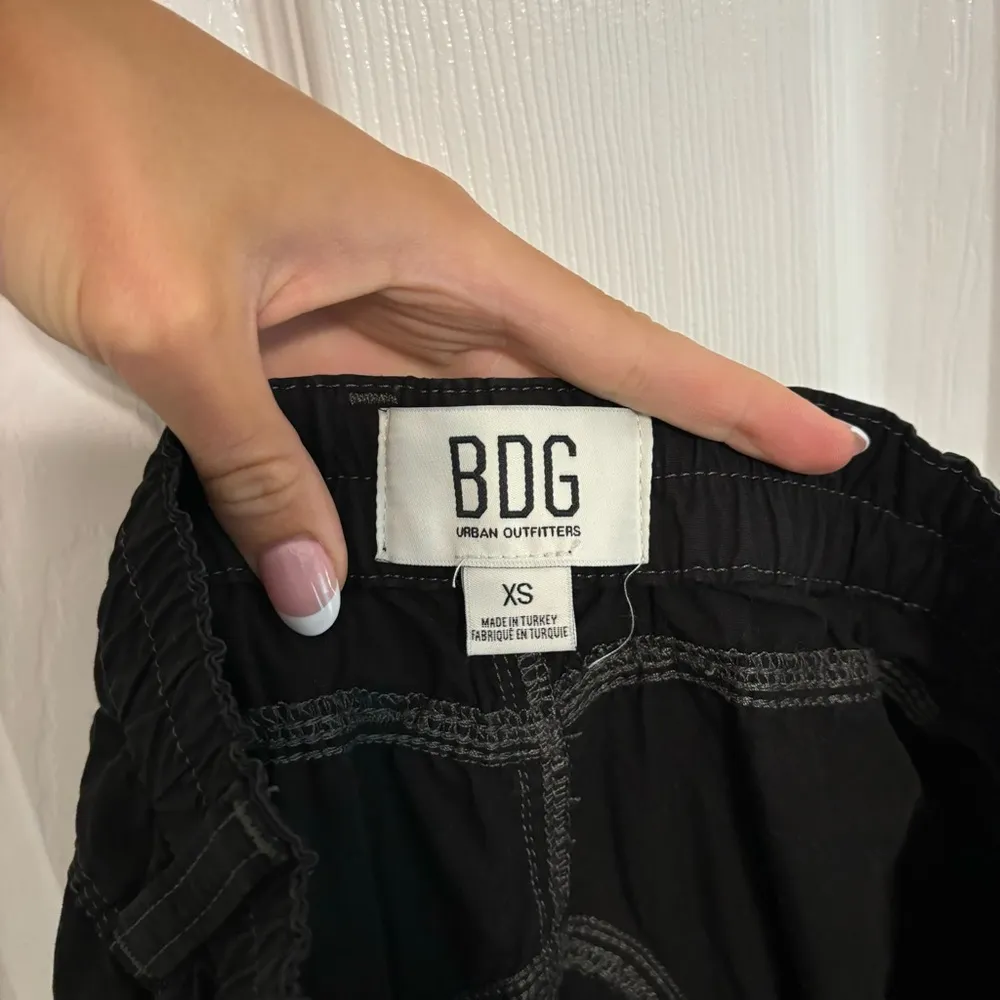 BDG
URBAN OUTFITTERS
XS
MADE IN TURKEY
FABRIQUÉ EN TURQUIE